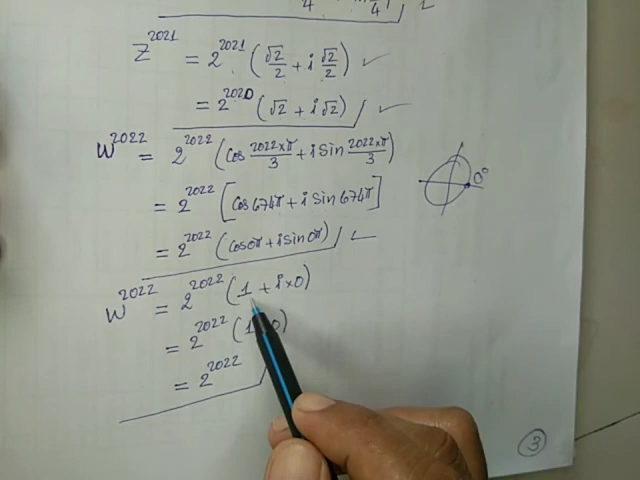 Z^2021 = 2^2021 (√2/2 + i √2/2) ✓
= 2^2020 (√2 + i √2) ✓
W^2022 = 2^2022 (Cos 2022×π/3 + i Sin 2022×π/3)
0°
= 2^2022 [Cos 674π + i Sin 674π]
= 2^2022 (Cos 0π + i Sin 0π) ✓
W^2022 = 2^2022 (1 + i×0)
= 2^2022 (1 0)
= 2^2022
3